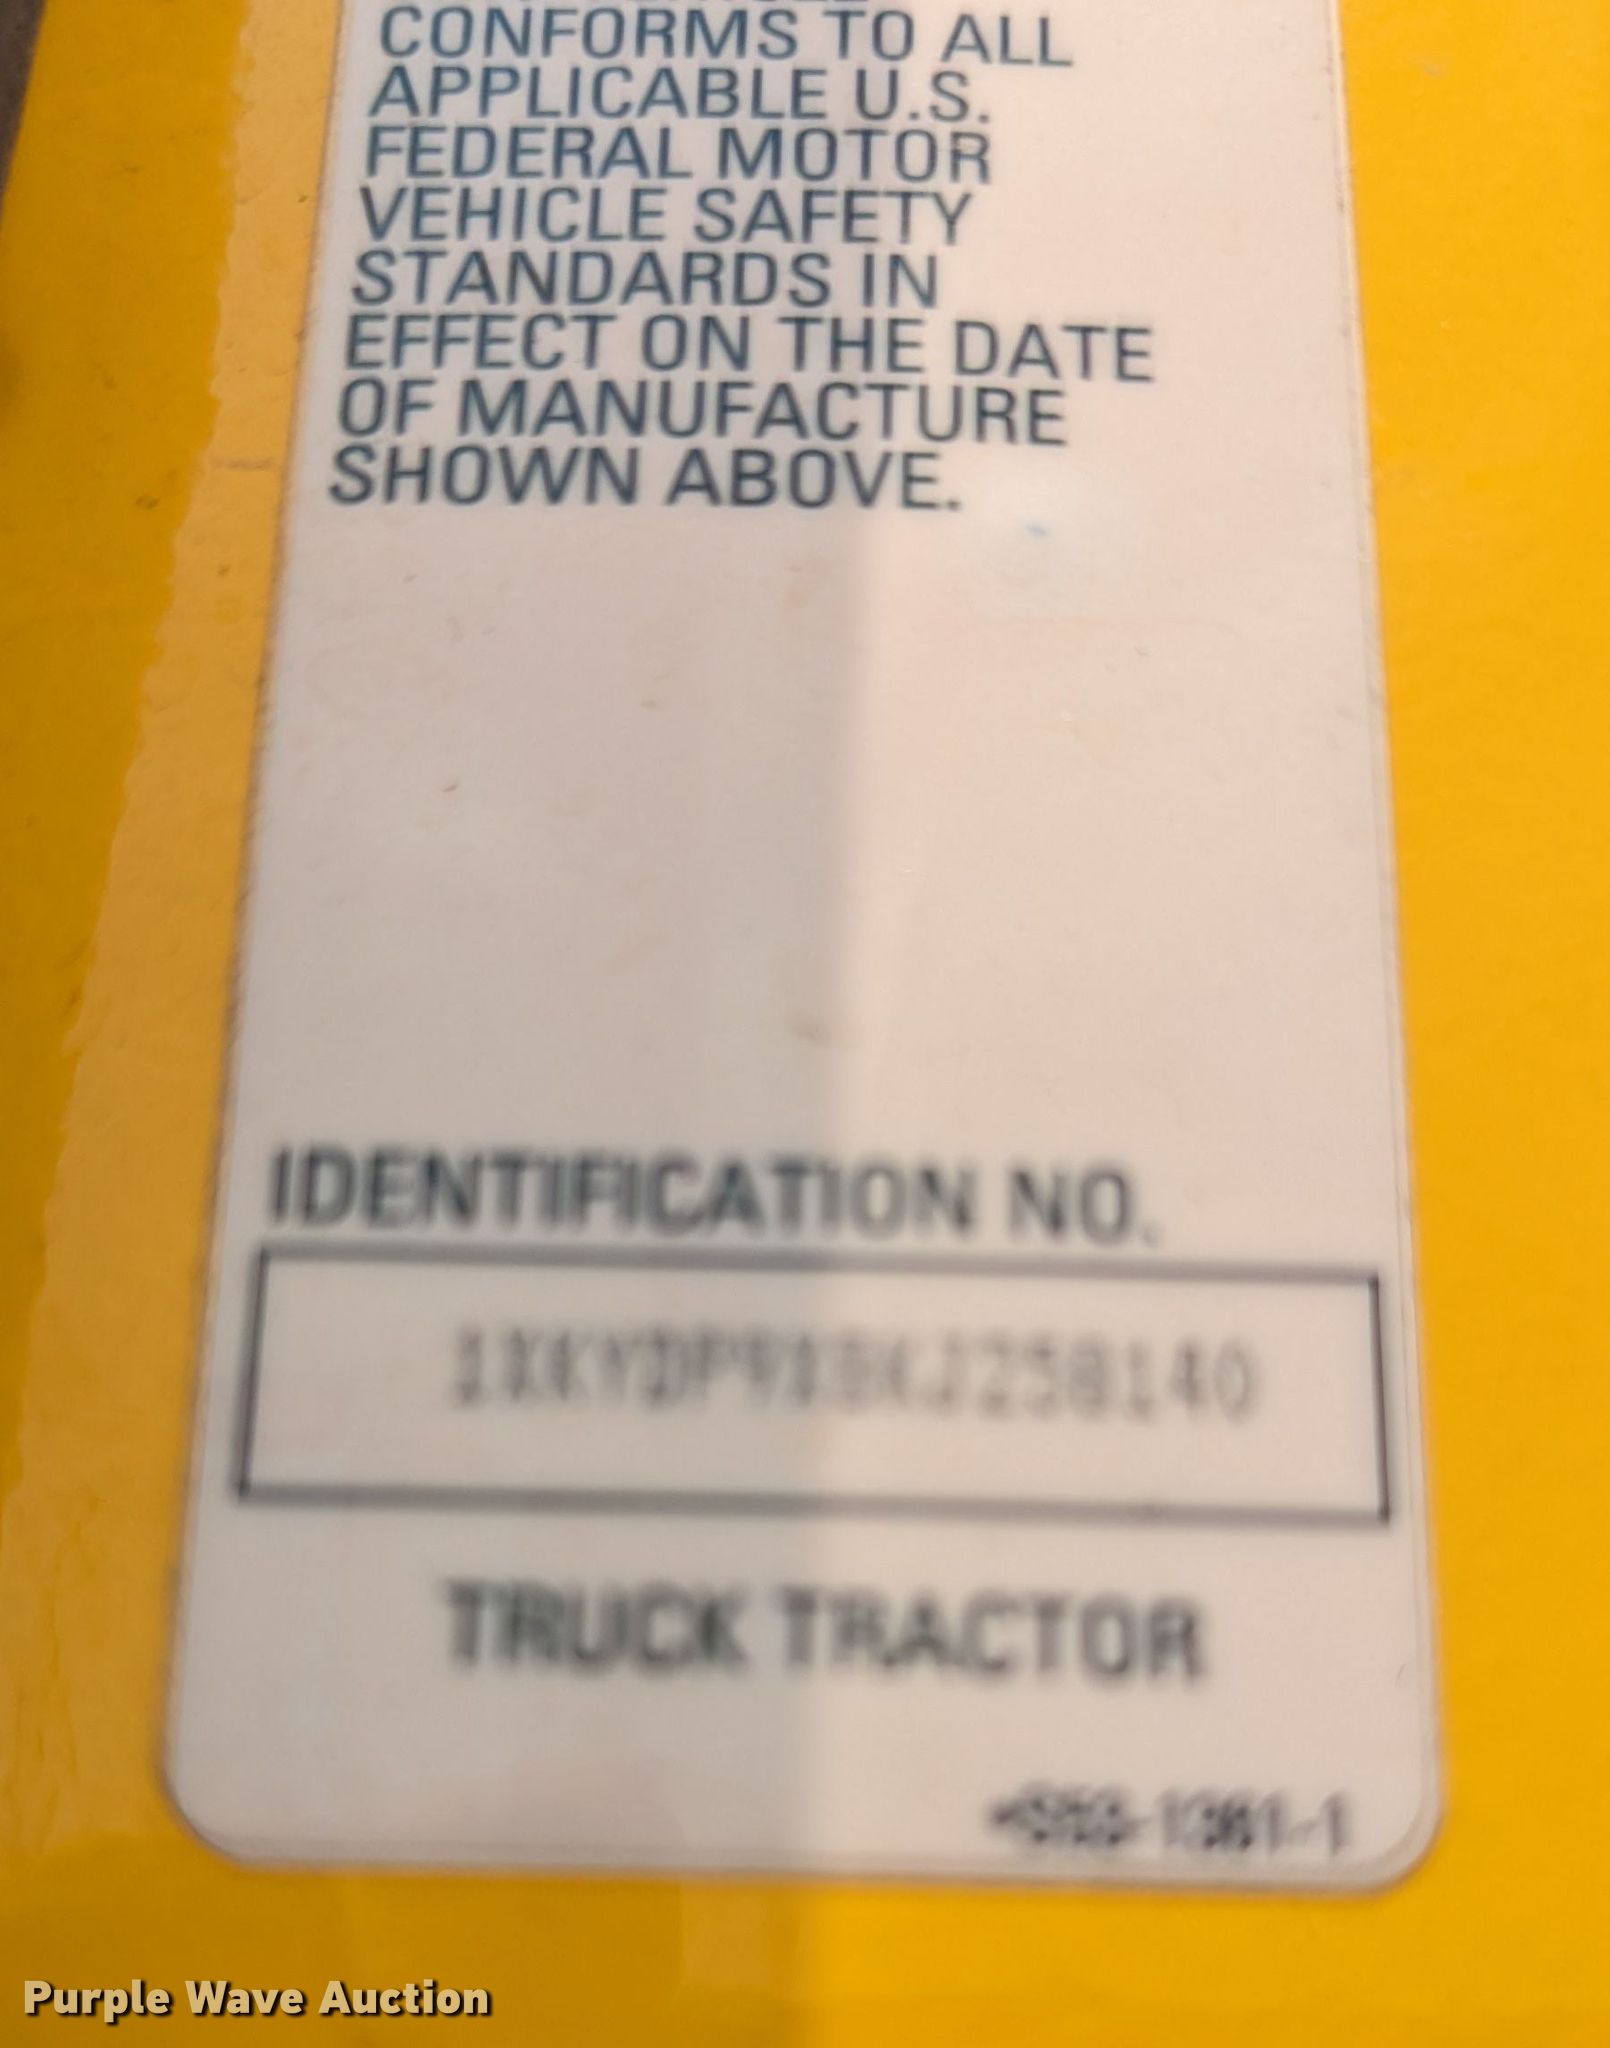 CONFORMS TO ALL
APPLICABLE U.S.
FEDERAL MOTOR
VEHICLE SAFETY
STANDARDS IN
EFFECT ON THE DATE
OF MANUFACTURE
SHOWN ABOVE.
IDENTIFICATION NO.
TRUCK TRACTOR
Purple Wave Auction